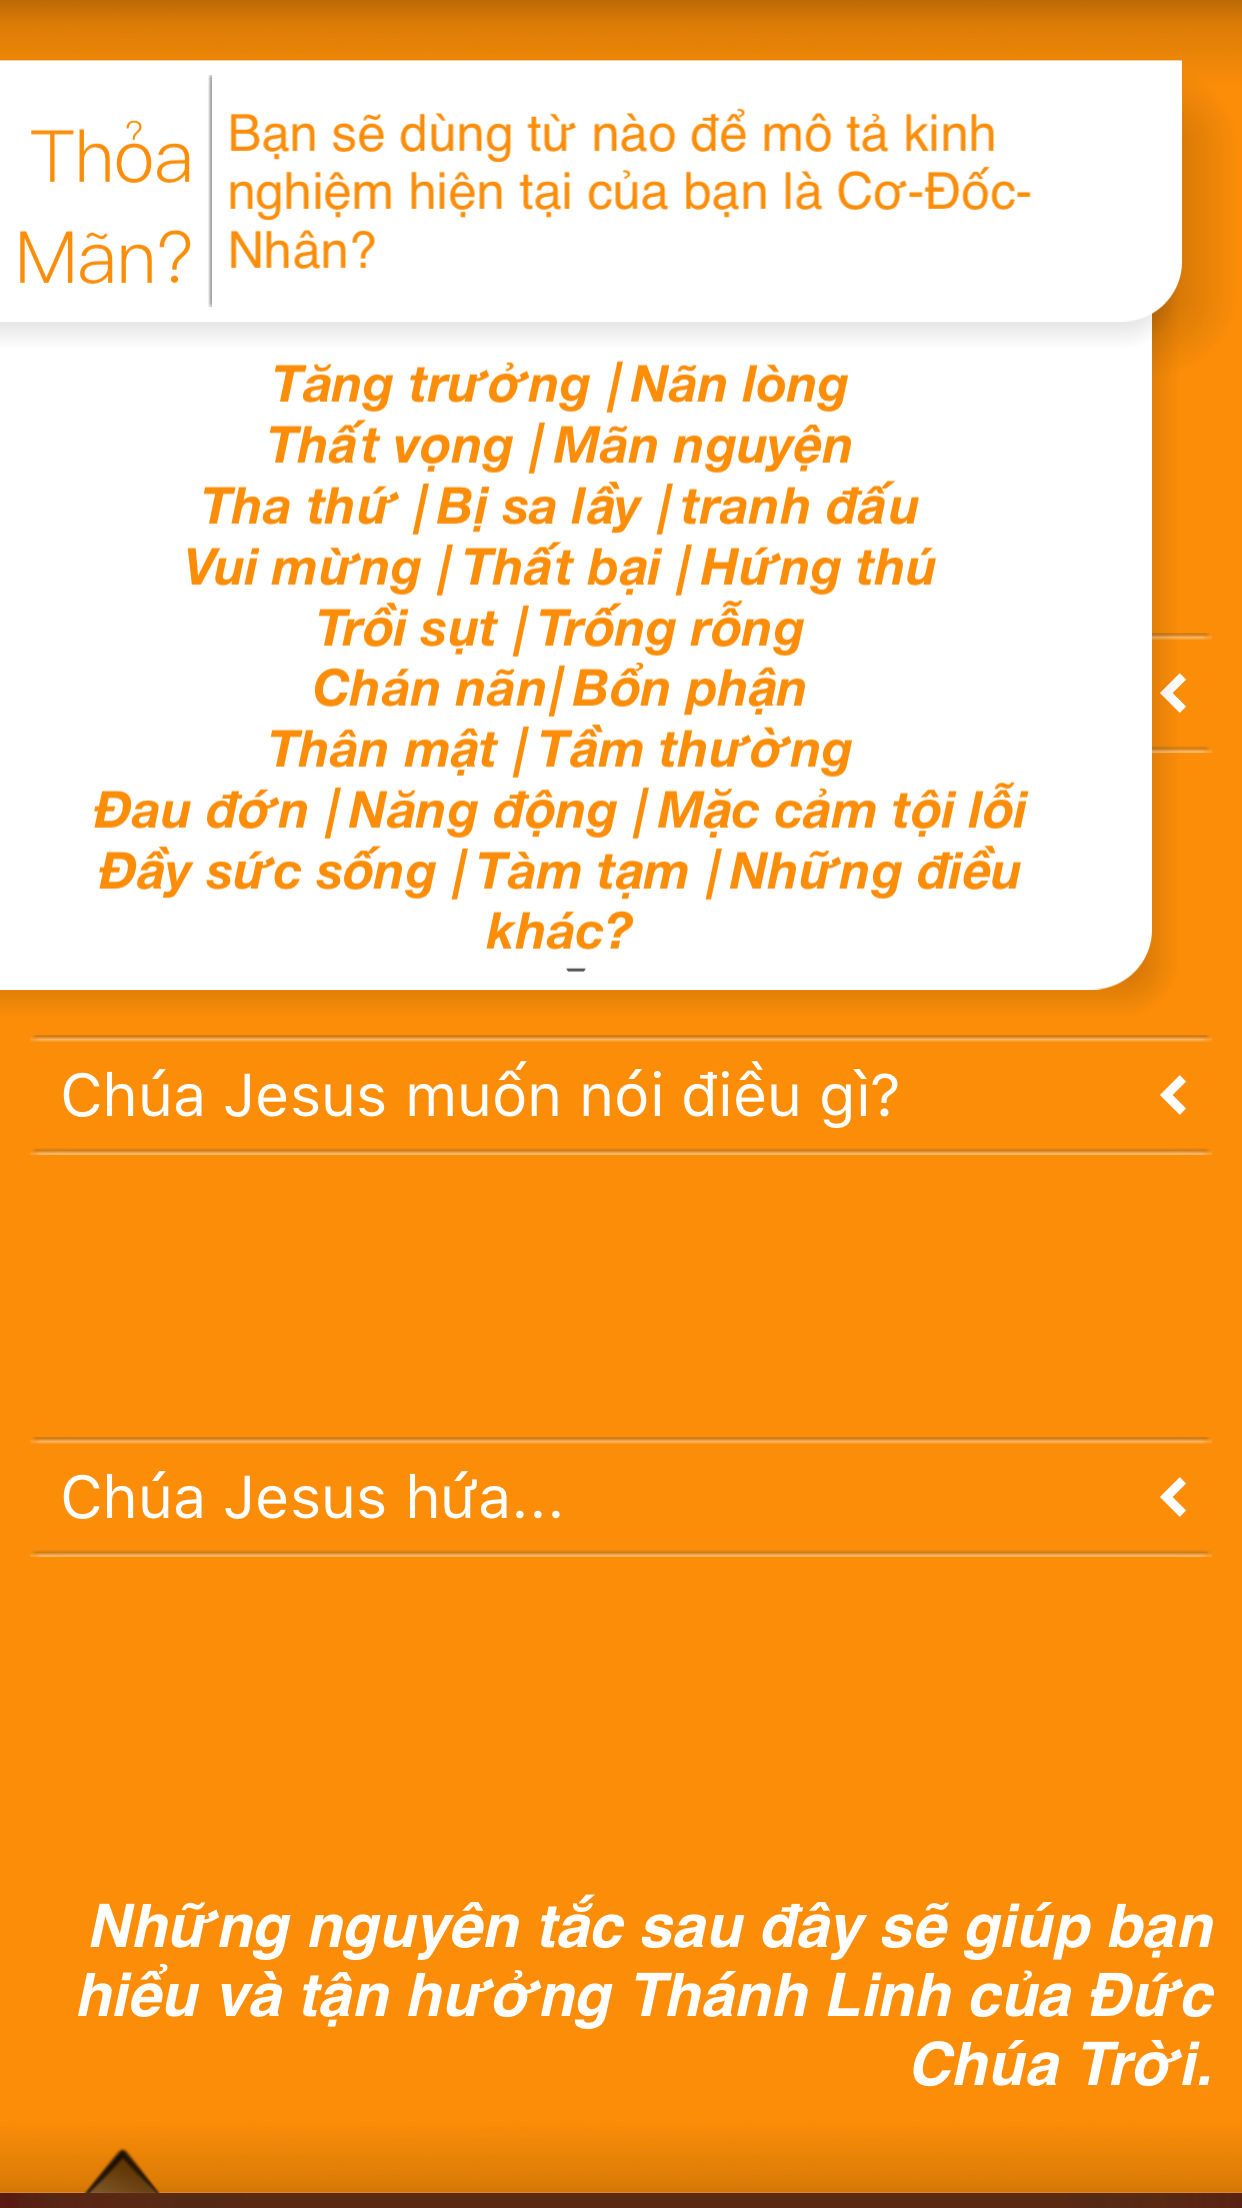 Thỏa
Mãn?
Bạn sẽ dùng từ nào để mô tả kinh
nghiệm hiện tại của bạn là Cơ-Đốc-
Nhân?
Tăng trưởng | Nãn lòng
Thất vọng | Mãn nguyện
Tha thứ | Bị sa lầy | tranh đấu
Vui mừng | Thất bại | Hứng thú
Trồi sụt | Trống rỗng
Chán nãn| Bổn phận
Thân mật | Tầm thường
Đau đớn | Năng động | Mặc cảm tội lỗi
Đầy sức sống | Tàm tạm | Những điều
khác?
Chúa Jesus muốn nói điều gì?
Chúa Jesus hứa...
Những nguyên tắc sau đây sẽ giúp bạn
hiểu và tận hưởng Thánh Linh của Đức
Chúa Trời.